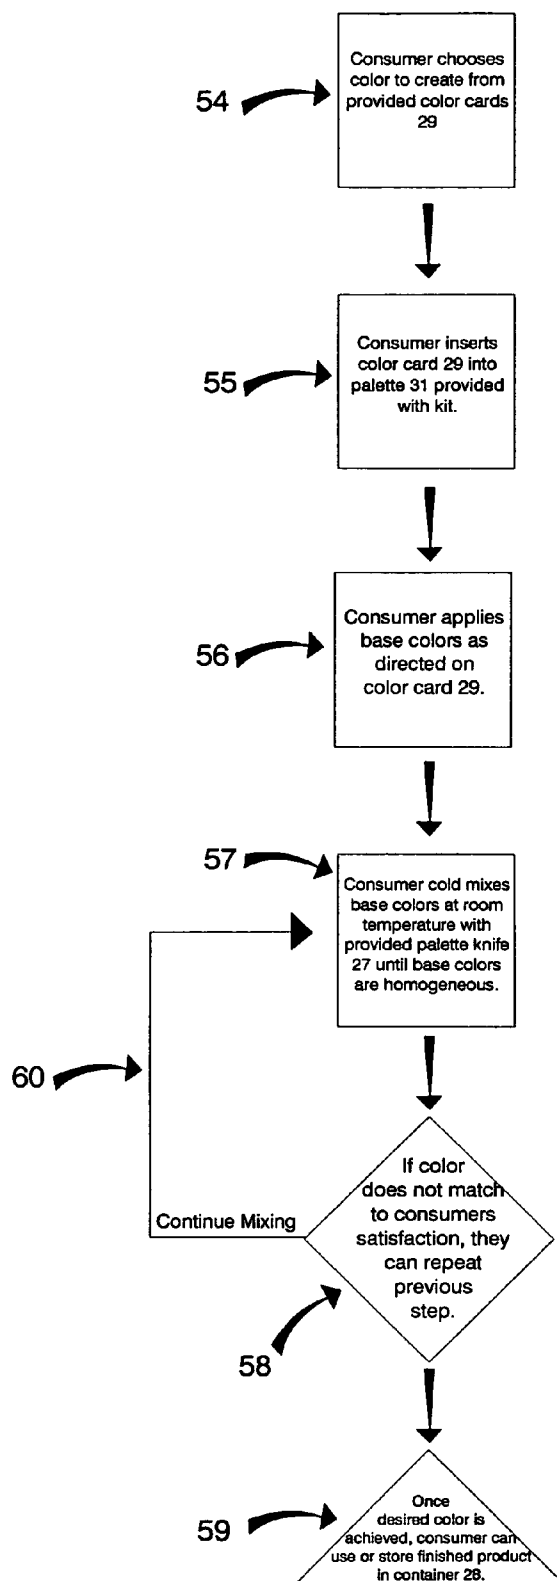 54
Consumer chooses
color to create from
provided color cards
29
55
Consumer inserts
color card 29 into
palette 31 provided
with kit.
56
Consumer applies
base colors as
directed on
color card 29.
57
Consumer cold mixes
base colors at room
temperature with
provided palette knife
27 until base colors
are homogeneous.
60
Continue Mixing
If color
does not match
to consumers
satisfaction, they
can repeat
previous
step.
58
59
Once
desired color is
achieved, consumer can
use or store finished product
in container 28.